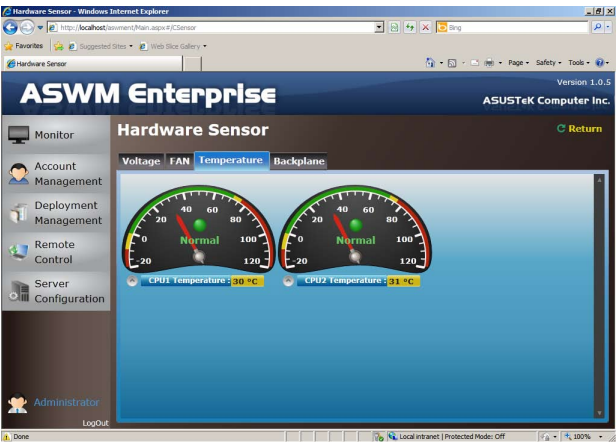 Hardware Sensor - Windows Internet Explorer
http://localhost/aswment/Main.aspx#/CSensor
Bing
Favorites Suggested Sites Web Slice Gallery
Hardware Sensor
Page Safety Tools
ASWM Enterprise
Version 1.0.5
ASUSTeK Computer Inc.
Monitor
Account Management
Deployment Management
Remote Control
Server Configuration
Administrator
LogOut
Hardware Sensor
Return
Voltage FAN Temperature Backplane
-20 0 20 40 60 80 100 120
Normal
CPU1 Temperature : 30 °C
-20 0 20 40 60 80 100 120
Normal
CPU2 Temperature : 31 °C
Done
Local intranet | Protected Mode: Off
100%